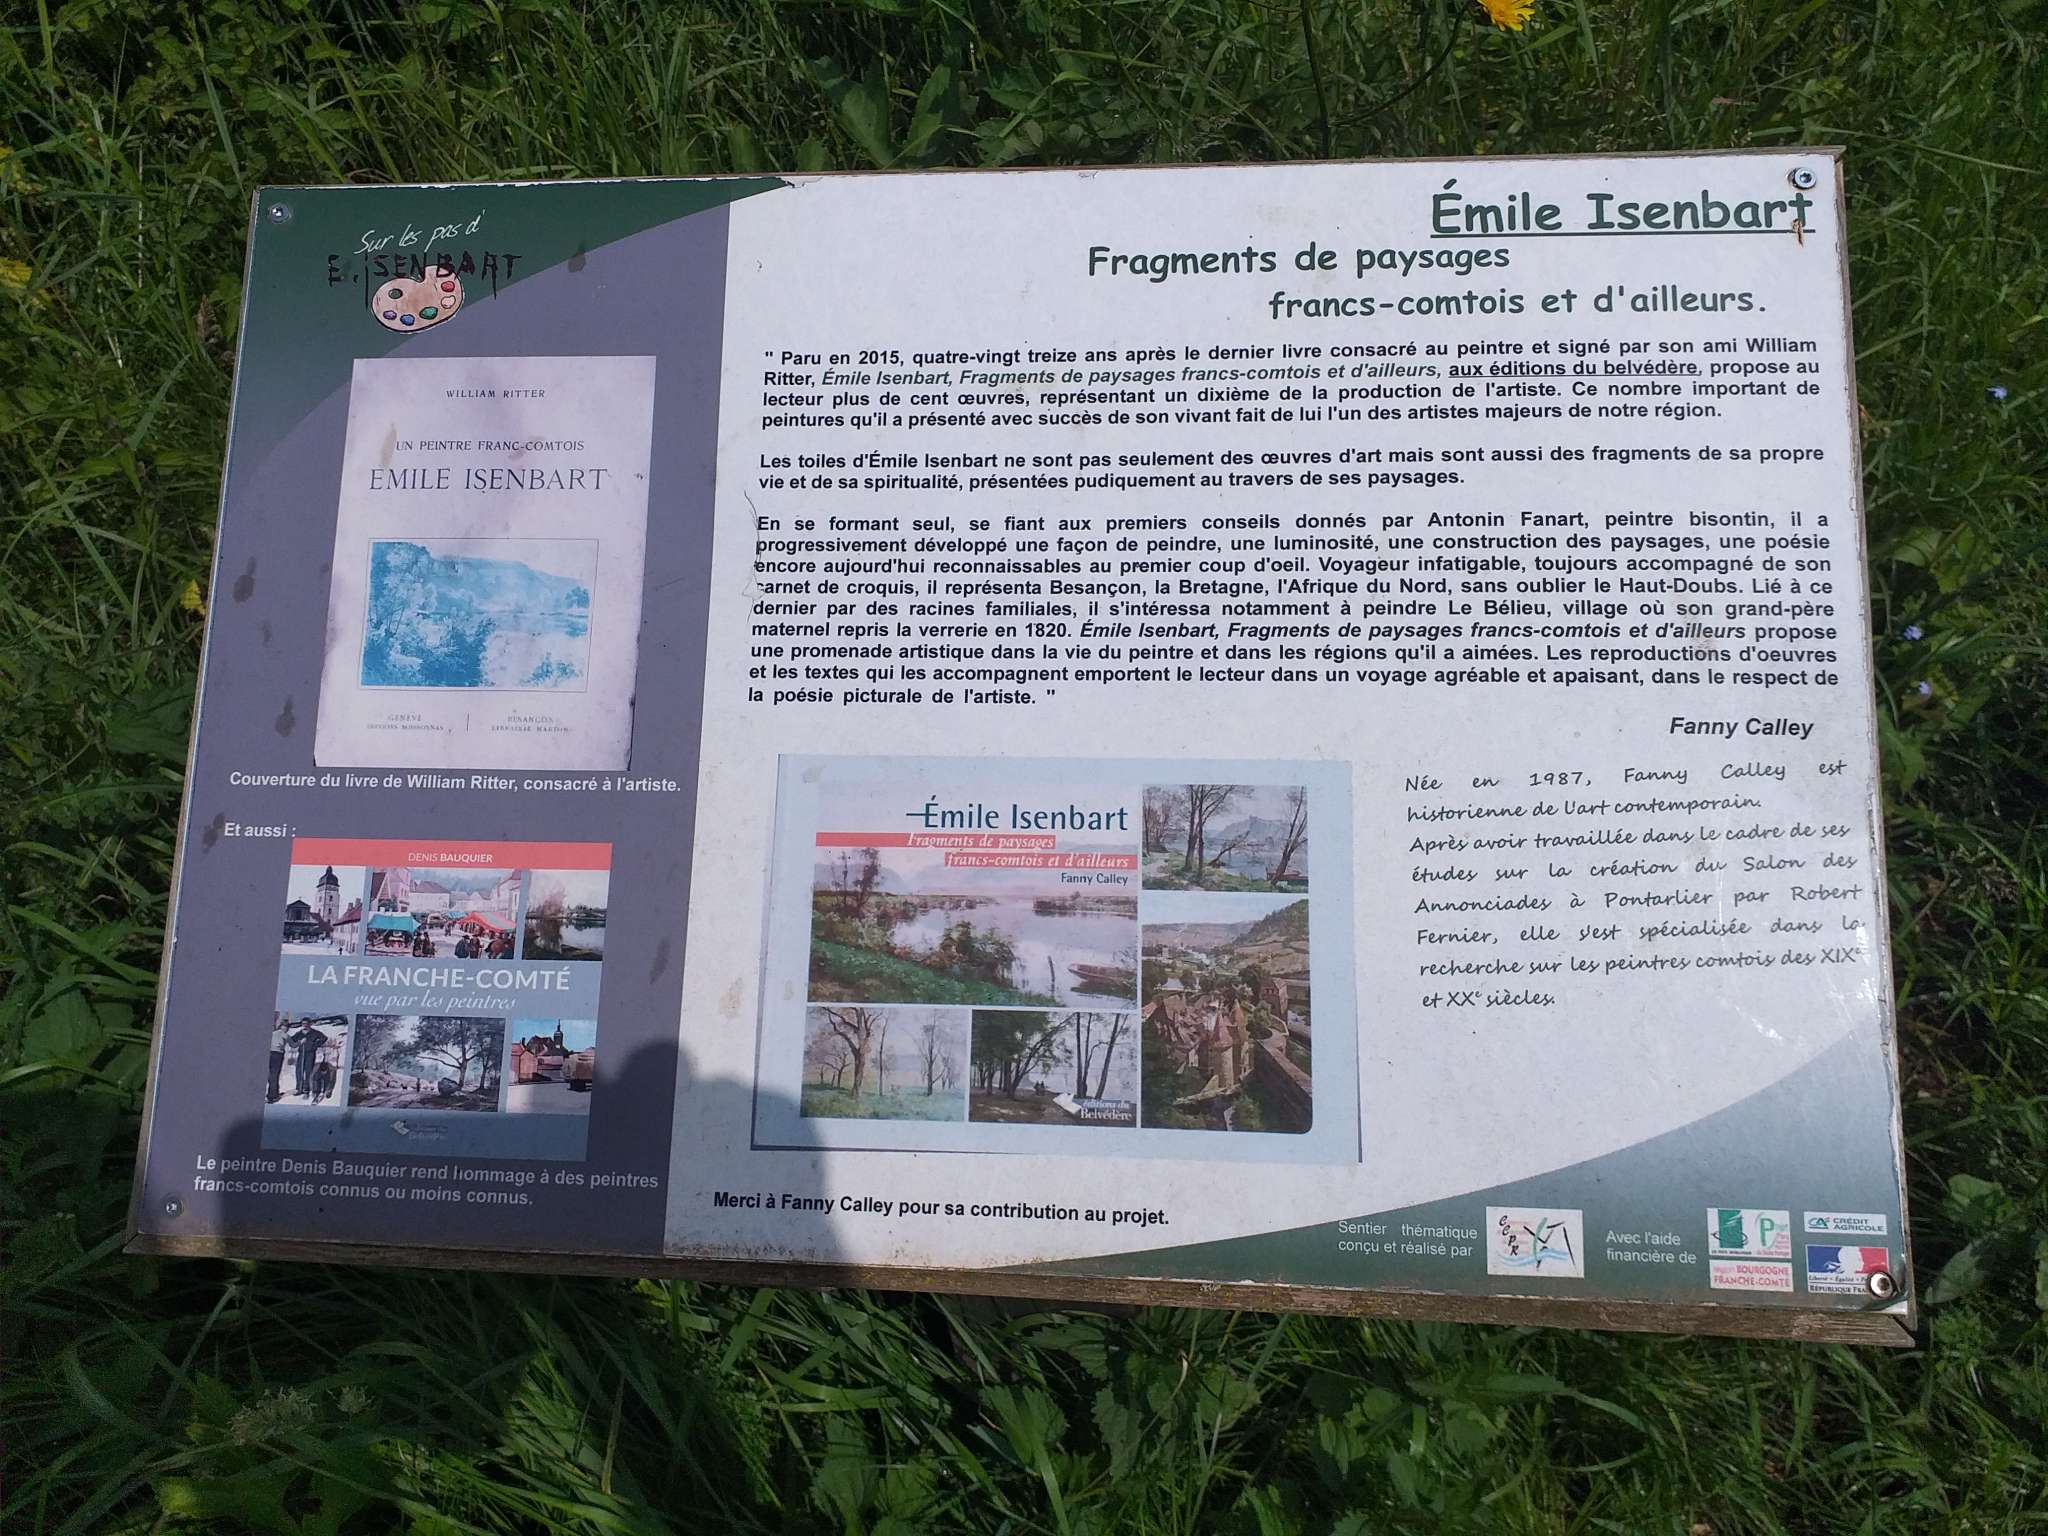 Sur les pas d'
E. ISENBART
WILLIAM RITTER
UN PEINTRE FRANC-COMTOIS
EMILE ISENBART
GENÈVE
BESANÇON
Couverture du livre de William Ritter, consacré à l'artiste.
Et aussi :
DENIS BAUQUIER
LA FRANCHE-COMTÉ
vue par les peintres
Le peintre Denis Bauquier rend hommage à des peintres
francs-comtois connus ou moins connus.
Émile Isenbart
Fragments de paysages
francs-comtois et d'ailleurs.
" Paru en 2015, quatre-vingt treize ans après le dernier livre consacré au peintre et signé par son ami William
Ritter, Émile Isenbart, Fragments de paysages francs-comtois et d'ailleurs, aux éditions du belvédère, propose au
lecteur plus de cent œuvres, représentant un dixième de la production de l'artiste. Ce nombre important de
peintures qu'il a présenté avec succès de son vivant fait de lui l'un des artistes majeurs de notre région.
Les toiles d'Émile Isenbart ne sont pas seulement des œuvres d'art mais sont aussi des fragments de sa propre
vie et de sa spiritualité, présentées pudiquement au travers de ses paysages.
En se formant seul, se fiant aux premiers conseils donnés par Antonin Fanart, peintre bisontin, il a
progressivement développé une façon de peindre, une luminosité, une construction des paysages, une poésie
encore aujourd'hui reconnaissables au premier coup d'oeil. Voyageur infatigable, toujours accompagné de son
carnet de croquis, il représenta Besançon, la Bretagne, l'Afrique du Nord, sans oublier le Haut-Doubs. Lié à ce
dernier par des racines familiales, il s'intéressa notamment à peindre Le Bélieu, village où son grand-père
maternel repris la verrerie en 1820. Émile Isenbart, Fragments de paysages francs-comtois et d'ailleurs propose
une promenade artistique dans la vie du peintre et dans les régions qu'il a aimées. Les reproductions d'oeuvres
et les textes qui les accompagnent emportent le lecteur dans un voyage agréable et apaisant, dans le respect de
la poésie picturale de l'artiste. "
Fanny Calley
Émile Isenbart
Fragments de paysages
francs-comtois et d'ailleurs
Fanny Calley
éditions du
Belvédère
Née en 1987, Fanny Calley est
historienne de l'art contemporain.
Après avoir travaillée dans le cadre de ses
études sur la création du Salon des
Annonciades à Pontarlier par Robert
Fernier, elle s'est spécialisée dans la
recherche sur les peintres comtois des XIXe
et XXe siècles.
Merci à Fanny Calley pour sa contribution au projet.
Sentier thématique
conçu et réalisé par
CCPR
Avec l'aide
financière de
CRÉDIT
AGRICOLE
RÉGION BOURGOGNE
FRANCHE-COMTÉ
Liberté • Égalité •